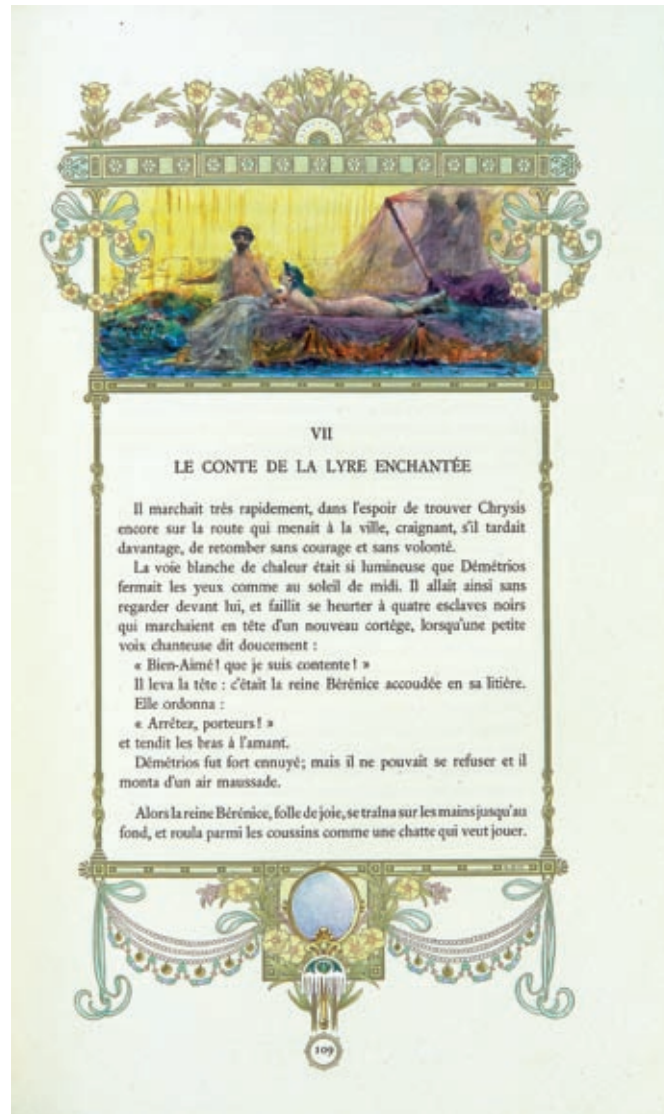 VII
LE CONTE DE LA LYRE ENCHANTÉE
Il marchait très rapidement, dans l'espoir de trouver Chrysis
encore sur la route qui menait à la ville, craignant, s'il tardait
davantage, de retomber sans courage et sans volonté.
La voie blanche de chaleur était si lumineuse que Démétrios
fermait les yeux comme au soleil de midi. Il allait ainsi sans
regarder devant lui, et faillit se heurter à quatre esclaves noirs
qui marchaient en tête d'un nouveau cortége, lorsqu'une petite
voix chanteuse dit doucement :
« Bien-Aimé ! que je suis contente ! »
Il leva la tête : c'était la reine Bérénice accoudée en sa litière.
Elle ordonna :
« Arrêtez, porteurs ! »
et tendit les bras à l'amant.
Démétrios fut fort ennuyé; mais il ne pouvait se refuser et il
monta d'un air maussade.
Alors la reine Bérénice, folle de joie, se traîna sur les mains jusqu'au
fond, et roula parmi les coussins comme une chatte qui veut jouer.
109